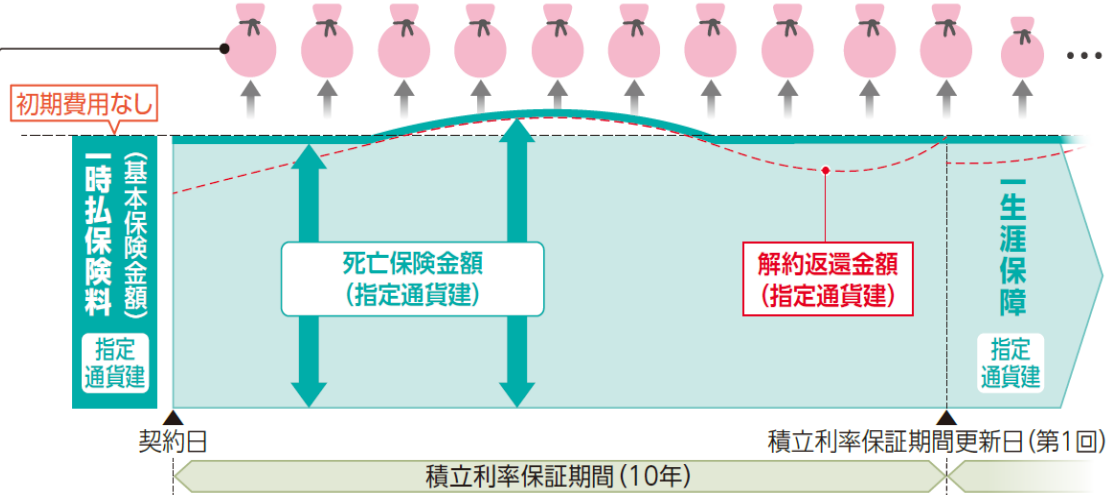 初期費用なし
一時払保険料
(基本保険金額)
指定
通貨建
死亡保険金額
(指定通貨建)
解約返還金額
(指定通貨建)
一生涯保障
指定
通貨建
…
契約日
積立利率保証期間更新日(第1回)
積立利率保証期間(10年)